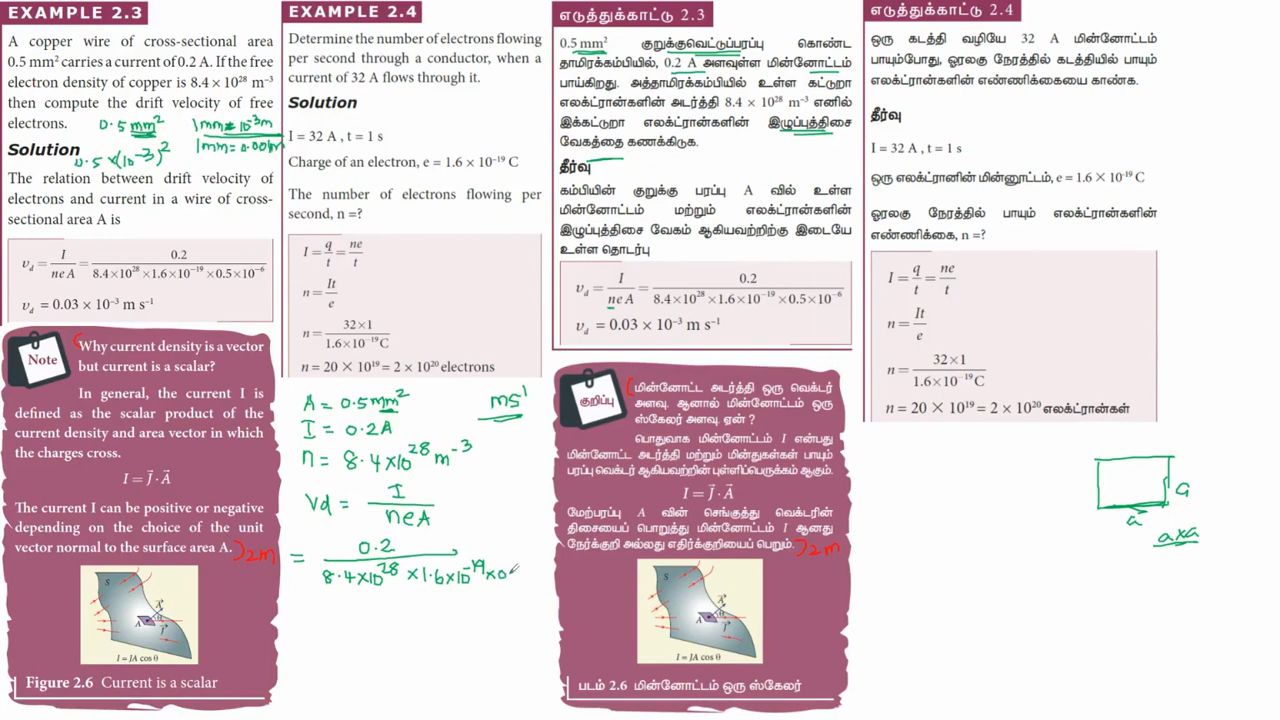 EXAMPLE 2.3
A copper wire of cross-sectional area
0.5 mm² carries a current of 0.2 A. If the free
electron density of copper is 8.4 × 10²⁸ m⁻³
then compute the drift velocity of free
electrons.
0.5 mm²
1mm = 10⁻³m
1mm = 0.001m
Solution
0.5 × (10⁻³)²
The relation between drift velocity of
electrons and current in a wire of cross-
sectional area A is
υd = I / neA = 0.2 / 8.4×10²⁸×1.6×10⁻¹⁹×0.5×10⁻⁶
υd = 0.03 × 10⁻³ m s⁻¹
Note
Why current density is a vector
but current is a scalar?
In general, the current I is
defined as the scalar product of the
current density and area vector in which
the charges cross.
I = J⃗ · A⃗
The current I can be positive or negative
depending on the choice of the unit
vector normal to the surface area A.
)2m
S
A
A⃗
θ
J⃗
I = JA cos θ
Figure 2.6 Current is a scalar
EXAMPLE 2.4
Determine the number of electrons flowing
per second through a conductor, when a
current of 32 A flows through it.
Solution
I = 32 A , t = 1 s
Charge of an electron, e = 1.6 × 10⁻¹⁹ C
The number of electrons flowing per
second, n =?
I = q/t = ne/t
n = It/e
n = 32×1 / 1.6×10⁻¹⁹C
n = 20 × 10¹⁹ = 2 × 10²⁰ electrons
A = 0.5mm²
ms⁻¹
I = 0.2A
n = 8.4×10²⁸ m⁻³
Vd = I / neA
= 0.2 / 8.4×10²⁸ ×1.6×10⁻¹⁹×0
எடுத்துக்காட்டு 2.3
0.5 mm² குறுக்குவெட்டுப்பரப்பு கொண்ட
தாமிரக்கம்பியில், 0.2 A அளவுள்ள மின்னோட்டம்
பாய்கிறது. அத்தாமிரக்கம்பியில் உள்ள கட்டுறா
எலக்ட்ரான்களின் அடர்த்தி 8.4 × 10²⁸ m⁻³ எனில்
இக்கட்டுறா எலக்ட்ரான்களின் இழுப்புத்திசை
வேகத்தை கணக்கிடுக.
தீர்வு
கம்பியின் குறுக்கு பரப்பு A வில் உள்ள
மின்னோட்டம் மற்றும் எலக்ட்ரான்களின்
இழுப்புத்திசை வேகம் ஆகியவற்றிற்கு இடையே
உள்ள தொடர்பு
υd = I / neA = 0.2 / 8.4×10²⁸×1.6×10⁻¹⁹×0.5×10⁻⁶
υd = 0.03 × 10⁻³ m s⁻¹
குறிப்பு
மின்னோட்ட அடர்த்தி ஒரு வெக்டர்
அளவு. ஆனால் மின்னோட்டம் ஒரு
ஸ்கேலர் அளவு. ஏன் ?
பொதுவாக மின்னோட்டம் I என்பது
மின்னோட்ட அடர்த்தி மற்றும் மின்துகள்கள் பாயும்
பரப்பு வெக்டர் ஆகியவற்றின் புள்ளிப்பெருக்கம் ஆகும்.
I = J⃗ · A⃗
மேற்பரப்பு A வின் செங்குத்து வெக்டரின்
திசையைப் பொறுத்து மின்னோட்டம் I ஆனது
நேர்க்குறி அல்லது எதிர்க்குறியைப் பெறும்.
)2m
S
A
A⃗
θ
J⃗
I = JA cos θ
படம் 2.6 மின்னோட்டம் ஒரு ஸ்கேலர்
எடுத்துக்காட்டு 2.4
ஒரு கடத்தி வழியே 32 A மின்னோட்டம்
பாயும்போது, ஓரலகு நேரத்தில் கடத்தியில் பாயும்
எலக்ட்ரான்களின் எண்ணிக்கையை காண்க.
தீர்வு
I = 32 A , t = 1 s
ஒரு எலக்ட்ரானின் மின்னூட்டம், e = 1.6 × 10⁻¹⁹ C
ஓரலகு நேரத்தில் பாயும் எலக்ட்ரான்களின்
எண்ணிக்கை, n =?
I = q/t = ne/t
n = It/e
n = 32×1 / 1.6×10⁻¹⁹C
n = 20 × 10¹⁹ = 2 × 10²⁰ எலக்ட்ரான்கள்
a
a
a×a